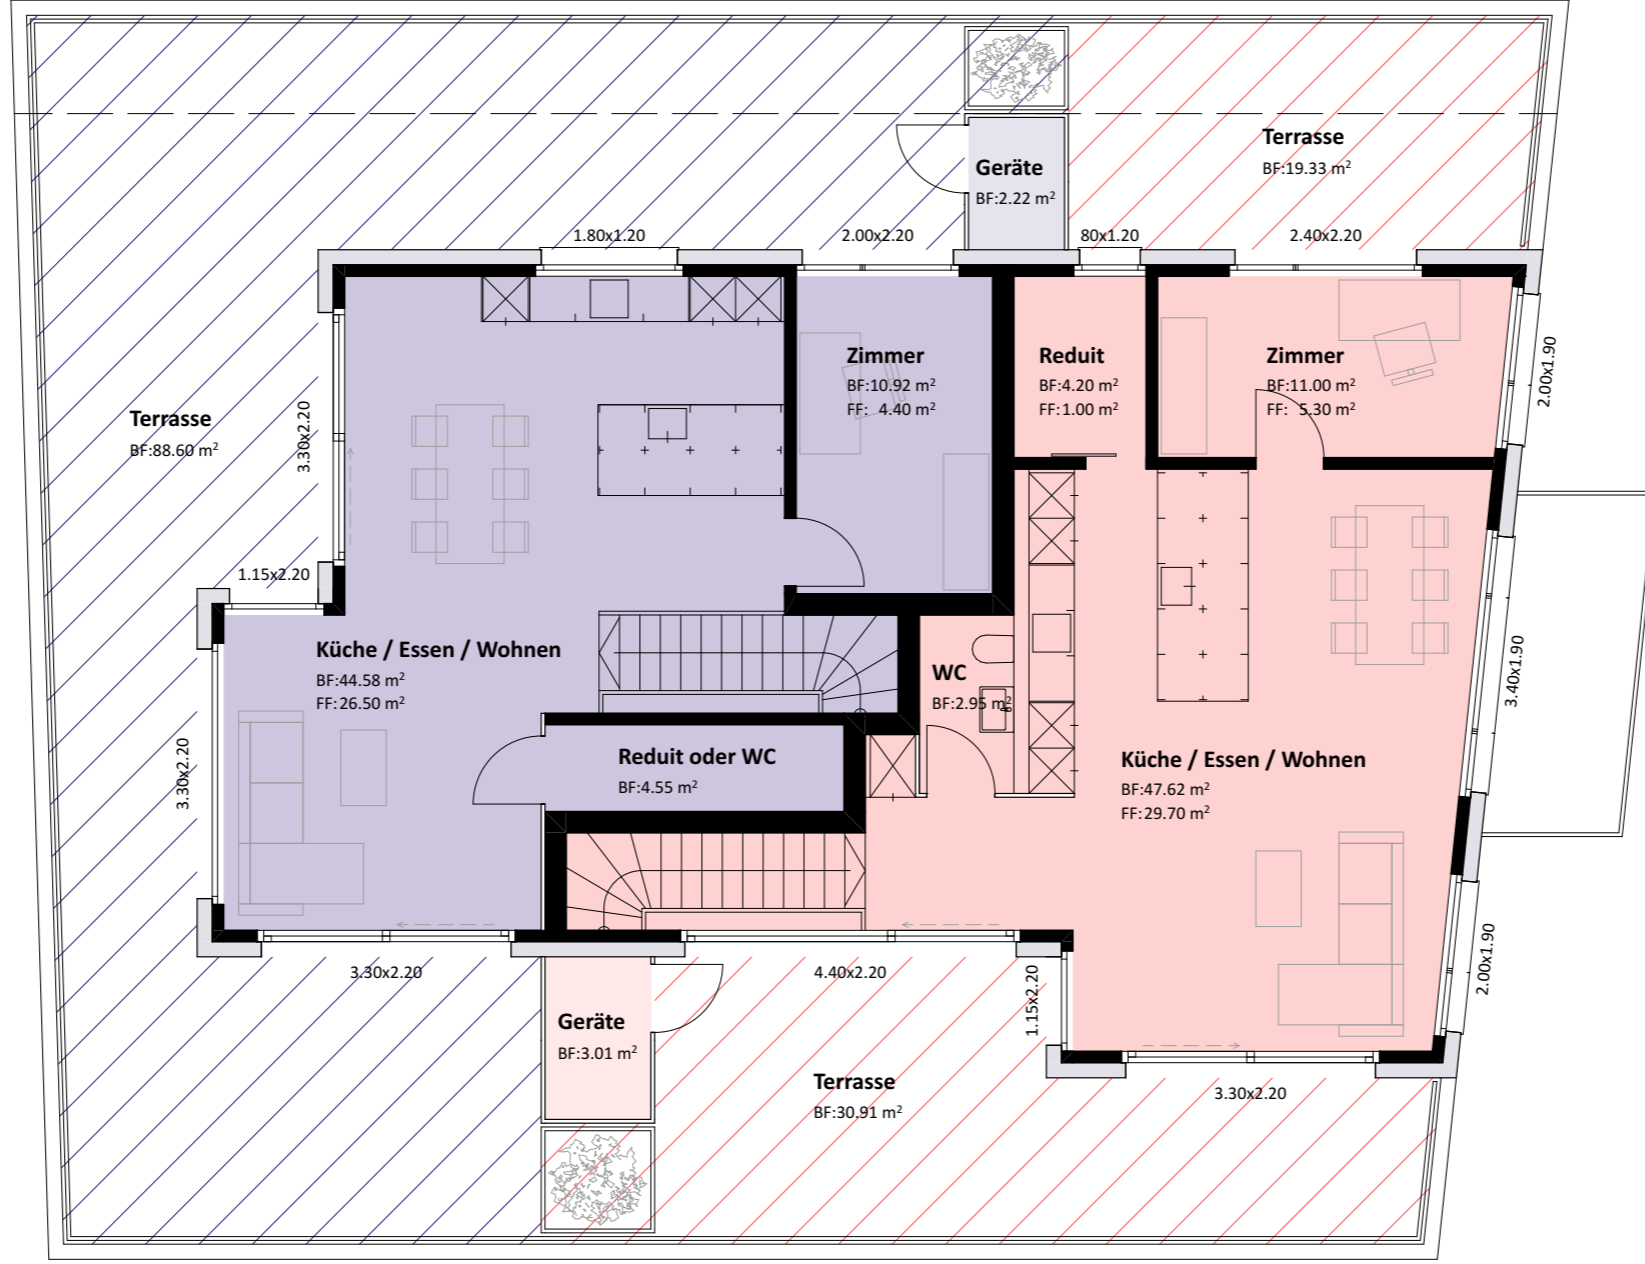 Terrasse
BF:19.33 m²
Geräte
BF:2.22 m²
1.80x1.20
2.00x2.20
80x1.20
2.40x2.20
Zimmer
BF:10.92 m²
FF: 4.40 m²
Reduit
BF:4.20 m²
FF:1.00 m²
Zimmer
BF:11.00 m²
FF: 5.30 m²
2.00x1.90
Terrasse
BF:88.60 m²
3.30x2.20
1.15x2.20
Küche / Essen / Wohnen
BF:44.58 m²
FF:26.50 m²
WC
BF:2.95 m²
3.40x1.90
3.30x2.20
Reduit oder WC
BF:4.55 m²
Küche / Essen / Wohnen
BF:47.62 m²
FF:29.70 m²
2.00x1.90
3.30x2.20
4.40x2.20
1.15x2.20
Geräte
BF:3.01 m²
Terrasse
BF:30.91 m²
3.30x2.20